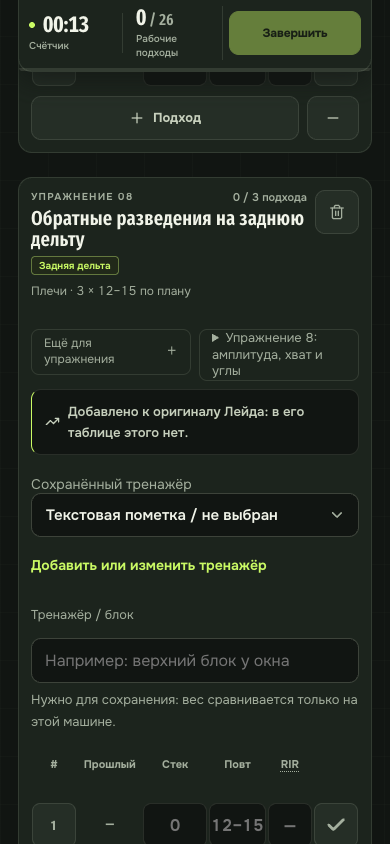 00:13
Счётчик
0 / 26
Рабочие
подходы
Завершить
+ Подход
−
УПРАЖНЕНИЕ 08
0 / 3 подхода
Обратные разведения на заднюю
дельту
Задняя дельта
Плечи · 3 × 12–15 по плану
Ещё для
упражнения
+
▶ Упражнение 8:
амплитуда, хват и
углы
Добавлено к оригиналу Лейда: в его
таблице этого нет.
Сохранённый тренажёр
Текстовая пометка / не выбран
Добавить или изменить тренажёр
Тренажёр / блок
Например: верхний блок у окна
Нужно для сохранения: вес сравнивается только на
этой машине.
# Прошлый Стек Повт RIR
1 – 0 12–15 –